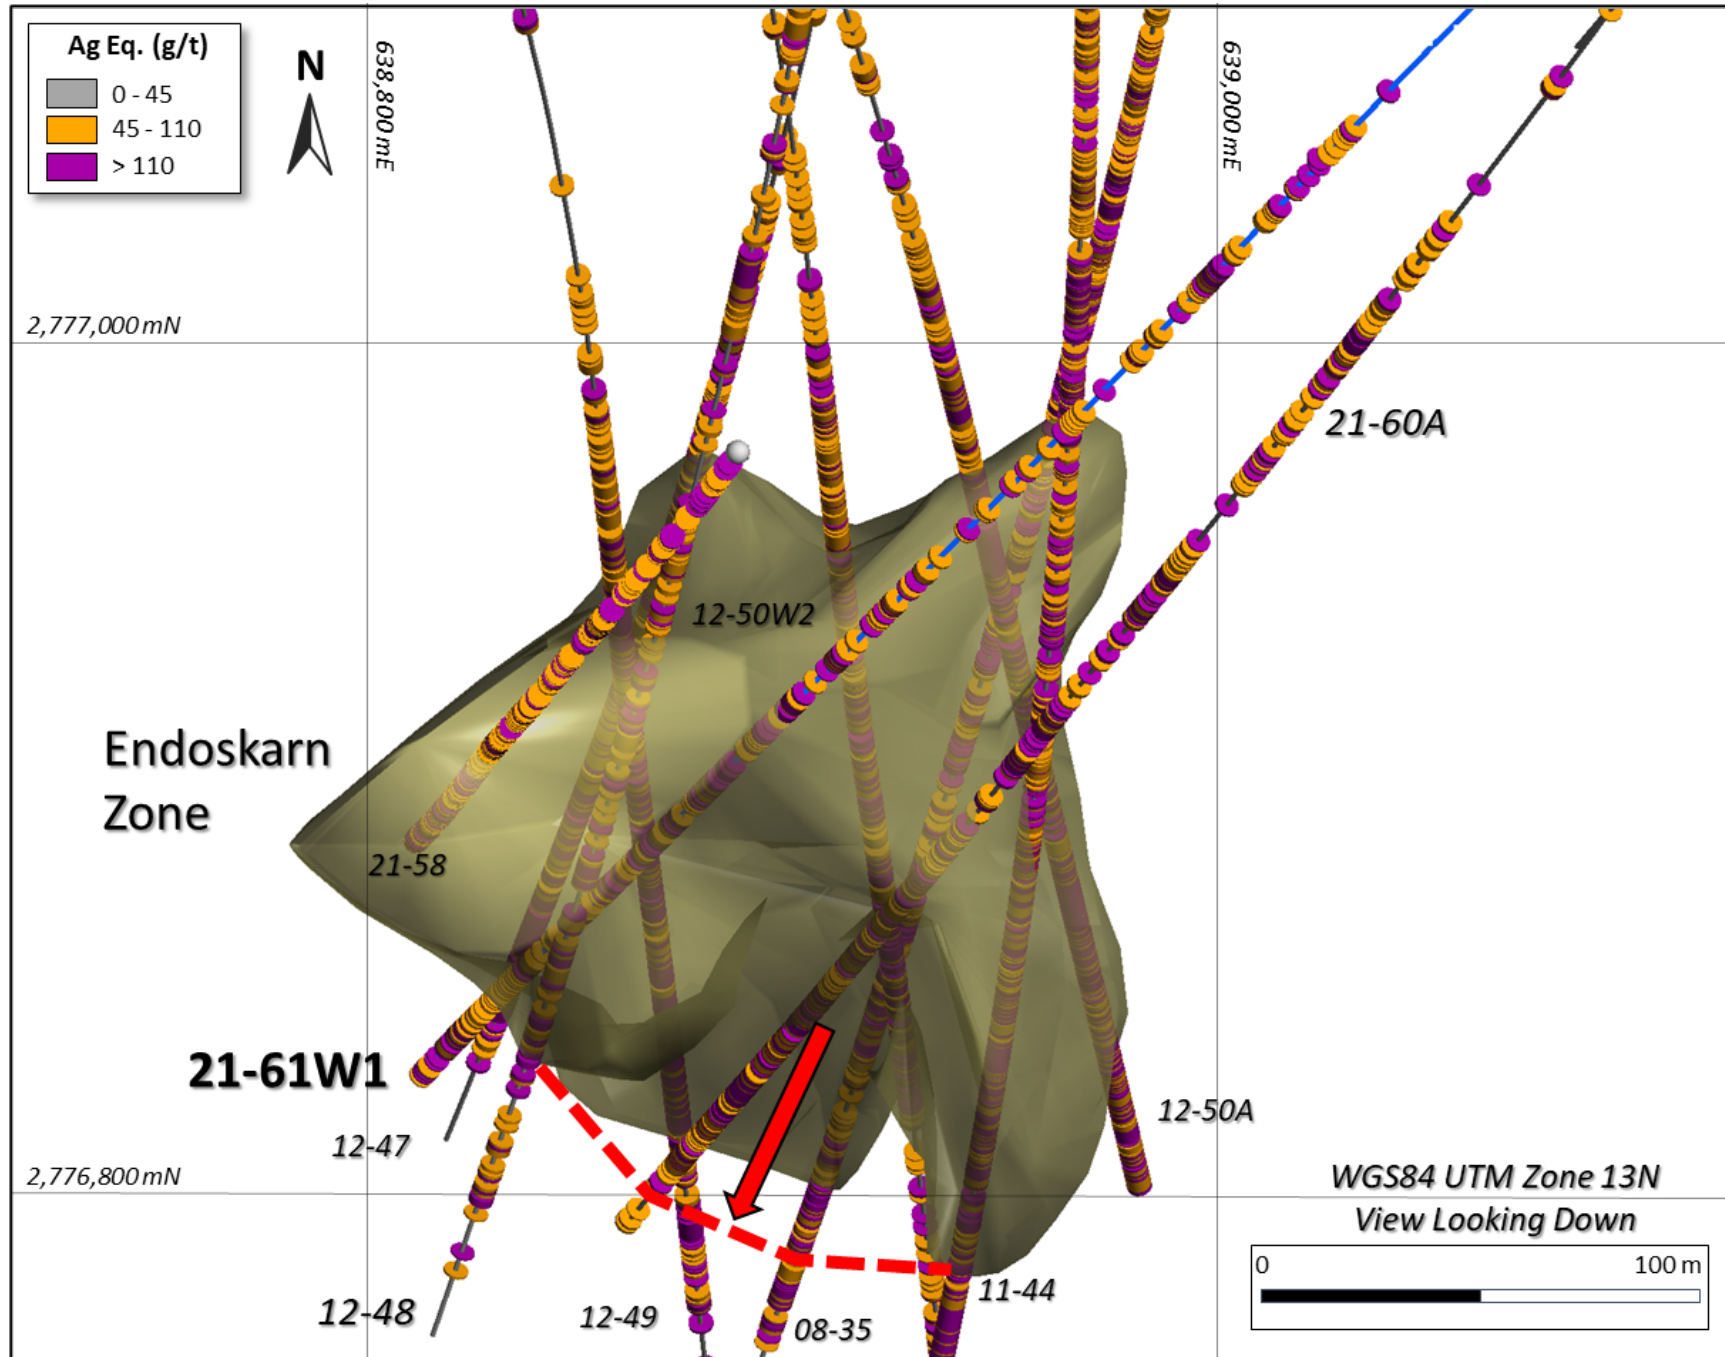 Ag Eq. (g/t)
0 - 45
45 - 110
> 110
N
638,800 mE
639,000 mE
2,777,000 mN
21-60A
12-50W2
Endoskarn
Zone
21-58
21-61W1
12-47
12-50A
2,776,800 mN
WGS84 UTM Zone 13N
View Looking Down
0
100 m
11-44
12-48
12-49
08-35